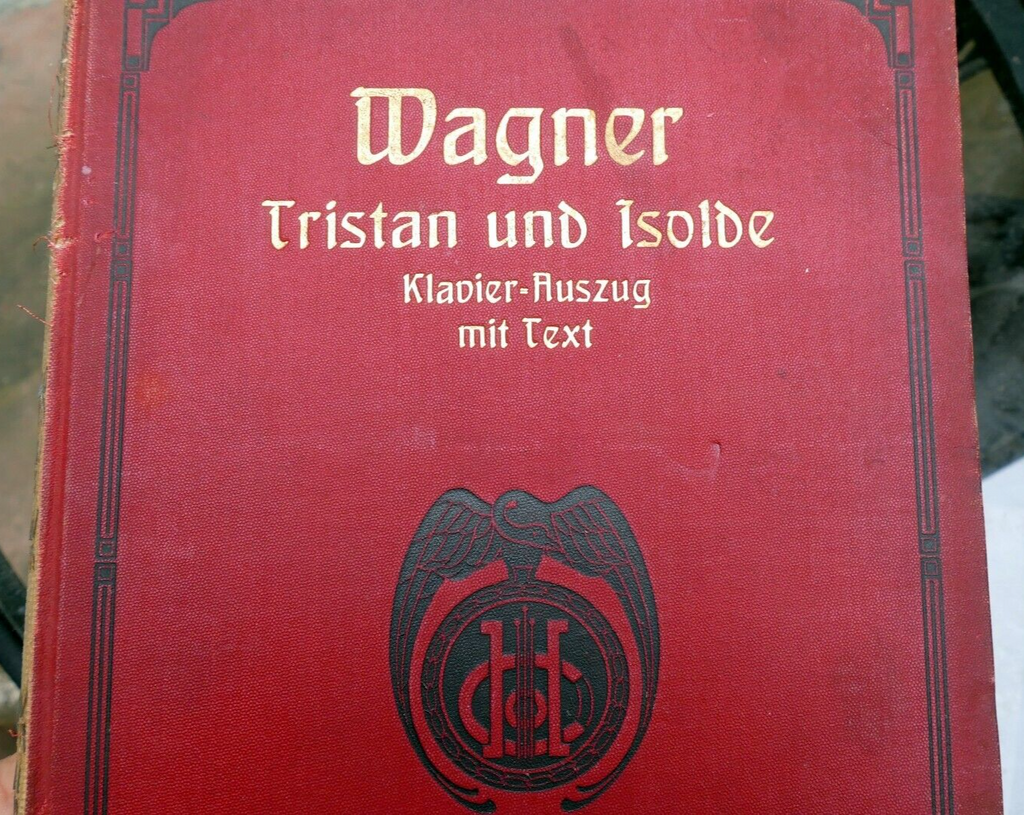 Wagner
Tristan und Isolde
Klavier-Auszug
mit Text